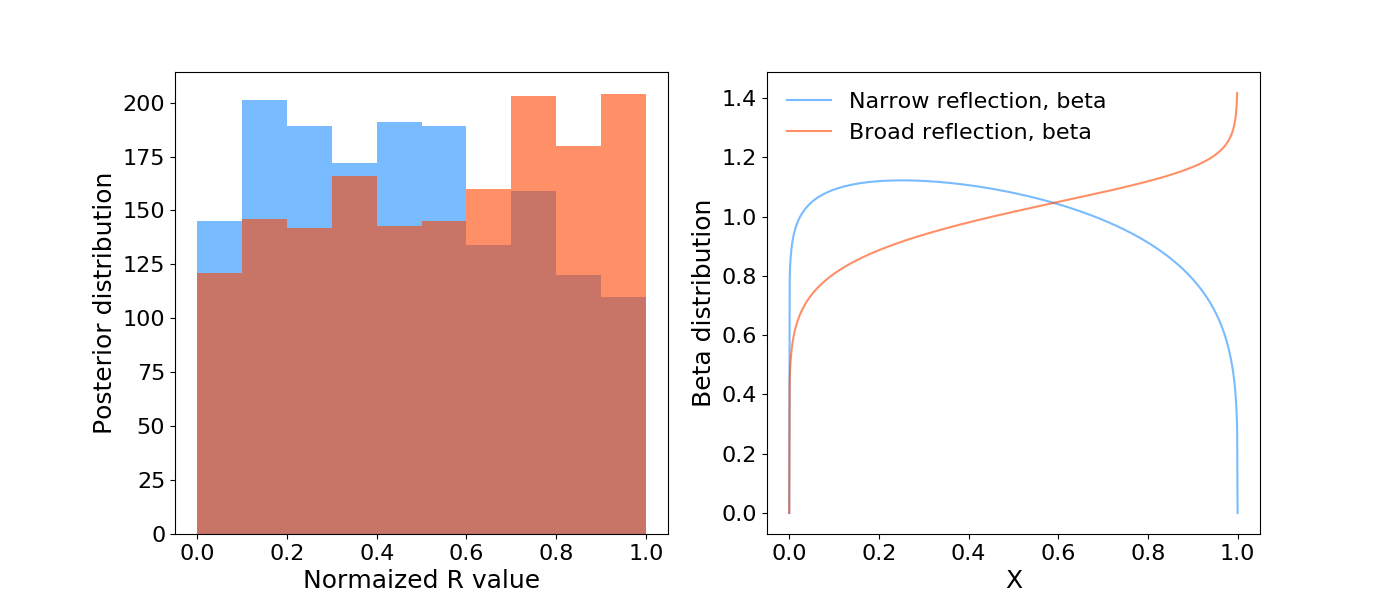 Posterior distribution
200
175
150
125
100
75
50
25
0
0.0 0.2 0.4 0.6 0.8 1.0
Normaized R value
Beta distribution
1.4
1.2
1.0
0.8
0.6
0.4
0.2
0.0
Narrow reflection, beta
Broad reflection, beta
0.0 0.2 0.4 0.6 0.8 1.0
X